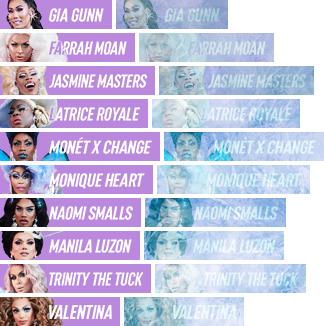 GIA GUNN GIA GUNN
FARRAH MOAN FARRAH MOAN
JASMINE MASTERS JASMINE MASTERS
LATRICE ROYALE LATRICE ROYALE
MONÉT X CHANGE MONÉT X CHANGE
MONIQUE HEART MONIQUE HEART
NAOMI SMALLS NAOMI SMALLS
MANILA LUZON MANILA LUZON
TRINITY THE TUCK TRINITY THE TUCK
VALENTINA VALENTINA